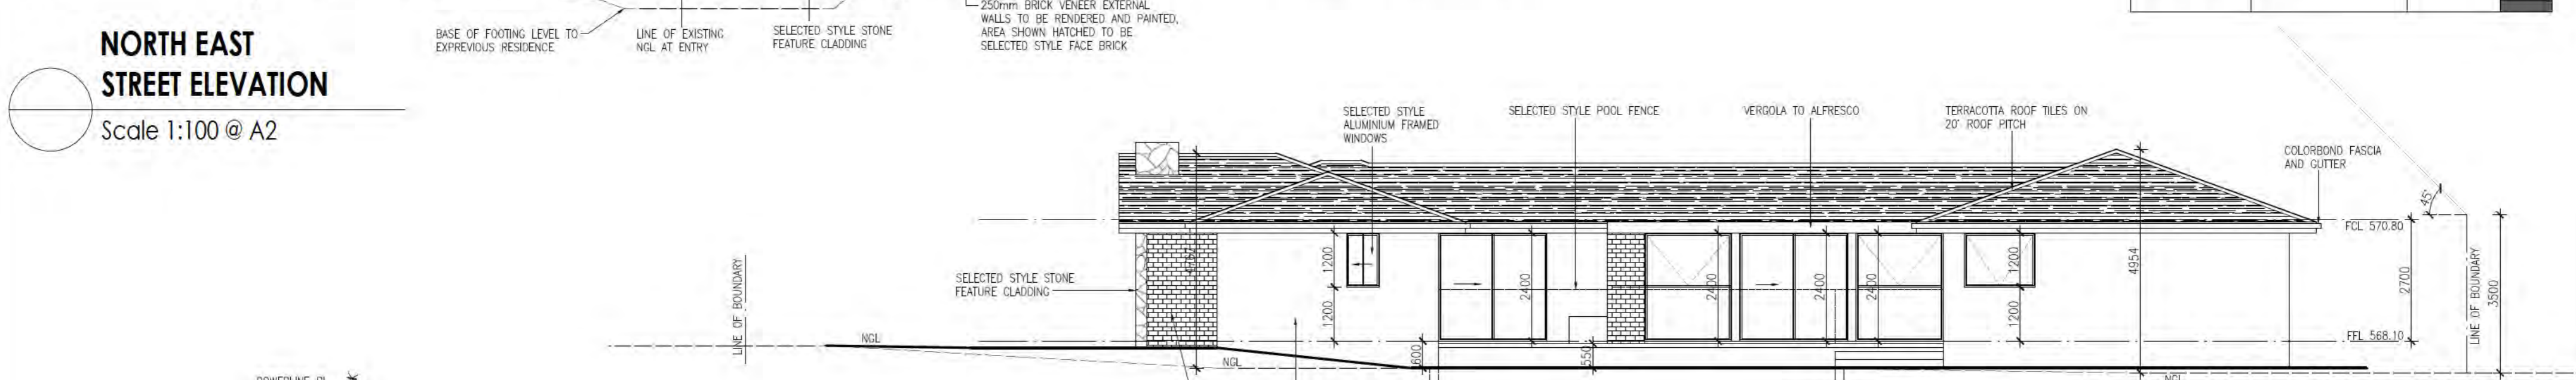 250mm BRICK VENEER EXTERNAL
WALLS TO BE RENDERED AND PAINTED,
AREA SHOWN HATCHED TO BE
SELECTED STYLE FACE BRICK
BASE OF FOOTING LEVEL TO
EXPREVIOUS RESIDENCE
LINE OF EXISTING
NGL AT ENTRY
SELECTED STYLE STONE
FEATURE CLADDING
NORTH EAST
STREET ELEVATION
Scale 1:100 @ A2
SELECTED STYLE
ALUMINIUM FRAMED
WINDOWS
SELECTED STYLE POOL FENCE
VERGOLA TO ALFRESCO
TERRACOTTA ROOF TILES ON
20° ROOF PITCH
COLORBOND FASCIA
AND GUTTER
45°
FCL 570.80
LINE OF BOUNDARY
SELECTED STYLE STONE
FEATURE CLADDING
1200
1200
2400
2400
2400
2400
1200
1200
4954
2700
LINE OF BOUNDARY
3500
FFL 568.10
NGL
NGL
600
550
NGL